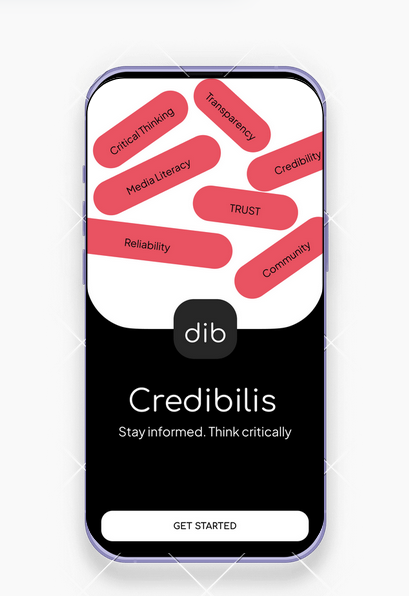 Critical Thinking
Transparency
Media Literacy
Credibility
TRUST
Reliability
Community
dib
Credibilis
Stay informed. Think critically
GET STARTED